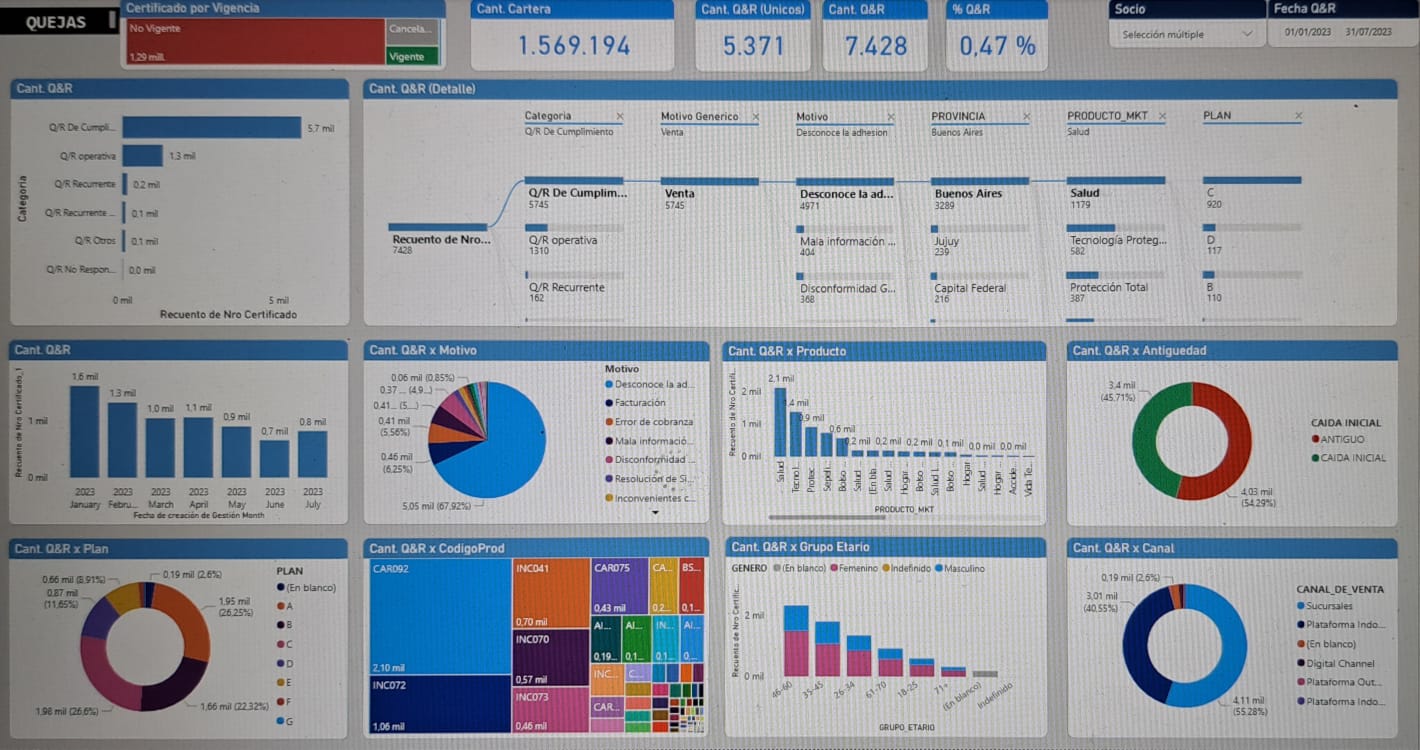 QUEJAS
Certificado por Vigencia
No Vigente
1,29 mill.
Cancela...
Vigente
Cant. Cartera
1.569.194
Cant. Q&R (Unicos)
5.371
Cant. Q&R
7.428
% Q&R
0,47 %
Socio
Selección múltiple
Fecha Q&R
01/01/2023 31/07/2023
Cant. Q&R
Categoria
Q/R De Cumpli... 5,7 mil
Q/R operativa 1,3 mil
Q/R Recurrente 0,2 mil
Q/R Recurrente ... 0,1 mil
Q/R Otros 0,1 mil
Q/R No Respon... 0,0 mil
0 mil 5 mil
Recuento de Nro Certificado
Cant. Q&R (Detalle)
Categoria Motivo Generico Motivo PROVINCIA PRODUCTO_MKT PLAN
Q/R De Cumplimiento Venta Desconoce la adhesion Buenos Aires Salud
Recuento de Nro...
7428
Q/R De Cumplim... Venta Desconoce la ad... Buenos Aires Salud C
5745 5745 4971 3289 1179 920
Q/R operativa Mala información ... Jujuy Tecnología Proteg... D
1310 404 239 582 117
Q/R Recurrente Disconformidad G... Capital Federal Protección Total B
162 368 216 387 110
Cant. Q&R
Recuento de Nro Certificado_1
1 mil
0 mil
1,6 mil 1,3 mil 1,0 mil 1,1 mil 0,9 mil 0,7 mil 0,8 mil
2023 2023 2023 2023 2023 2023 2023
January Febru... March April May June July
Fecha de creación de Gestión Month
Cant. Q&R x Motivo
0,06 mil (0,85%)
0,37 ... (4,9...)
0,41... (5,...)
0,41 mil
(5,56%)
0,46 mil
(6,25%)
5,05 mil (67,92%)
Motivo
Desconoce la ad...
Facturación
Error de cobranza
Mala informació...
Disconformidad ...
Resolución de Si...
Inconvenientes c...
Cant. Q&R x Producto
Recuento de Nro Certifi...
2 mil
1 mil
0 mil
2,1 mil 1,4 mil 0,9 mil 0,6 mil 0,2 mil 0,2 mil 0,2 mil 0,1 mil 0,0 mil 0,0 mil
Salud Tecnol... Protec... Sepeli... Bolso ... Salud ... (En bla... Salud ... Hogar ... Bolso ... Salud I... Bolso ... Hogar Salud ... Hogar ... Accide... Vida Te...
PRODUCTO_MKT
Cant. Q&R x Antiguedad
3,4 mil
(45,71%)
4,03 mil
(54,29%)
CAIDA INICIAL
ANTIGUO
CAIDA INICIAL
Cant. Q&R x Plan
0,66 mil (8,91%)
0,87 mil
(11,65%)
0,19 mil (2,6%)
1,95 mil
(26,25%)
1,98 mil (26,6%)
1,66 mil (22,32%)
PLAN
(En blanco)
A
B
C
D
E
F
G
Cant. Q&R x CodigoProd
CAR092
2,10 mil
INC072
1,06 mil
INC041
0,70 mil
INC070
0,57 mil
INC073
0,46 mil
CAR075
0,43 mil
CA...
0,2...
BS...
0,1...
AI...
0,19...
AI...
0,1...
IN...
0,1...
AI...
0,...
INC...
C...
CAR...
Cant. Q&R x Grupo Etario
GENERO (En blanco) Femenino Indefinido Masculino
Recuento de Nro Certific...
2 mil
0 mil
46-60 35-45 26-34 61-70 18-25 71+ (En blanco) Indefinido
GRUPO_ETARIO
Cant. Q&R x Canal
0,19 mil (2,6%)
3,01 mil
(40,55%)
4,11 mil
(55,28%)
CANAL_DE_VENTA
Sucursales
Plataforma Indo...
(En blanco)
Digital Channel
Plataforma Out...
Plataforma Indo...